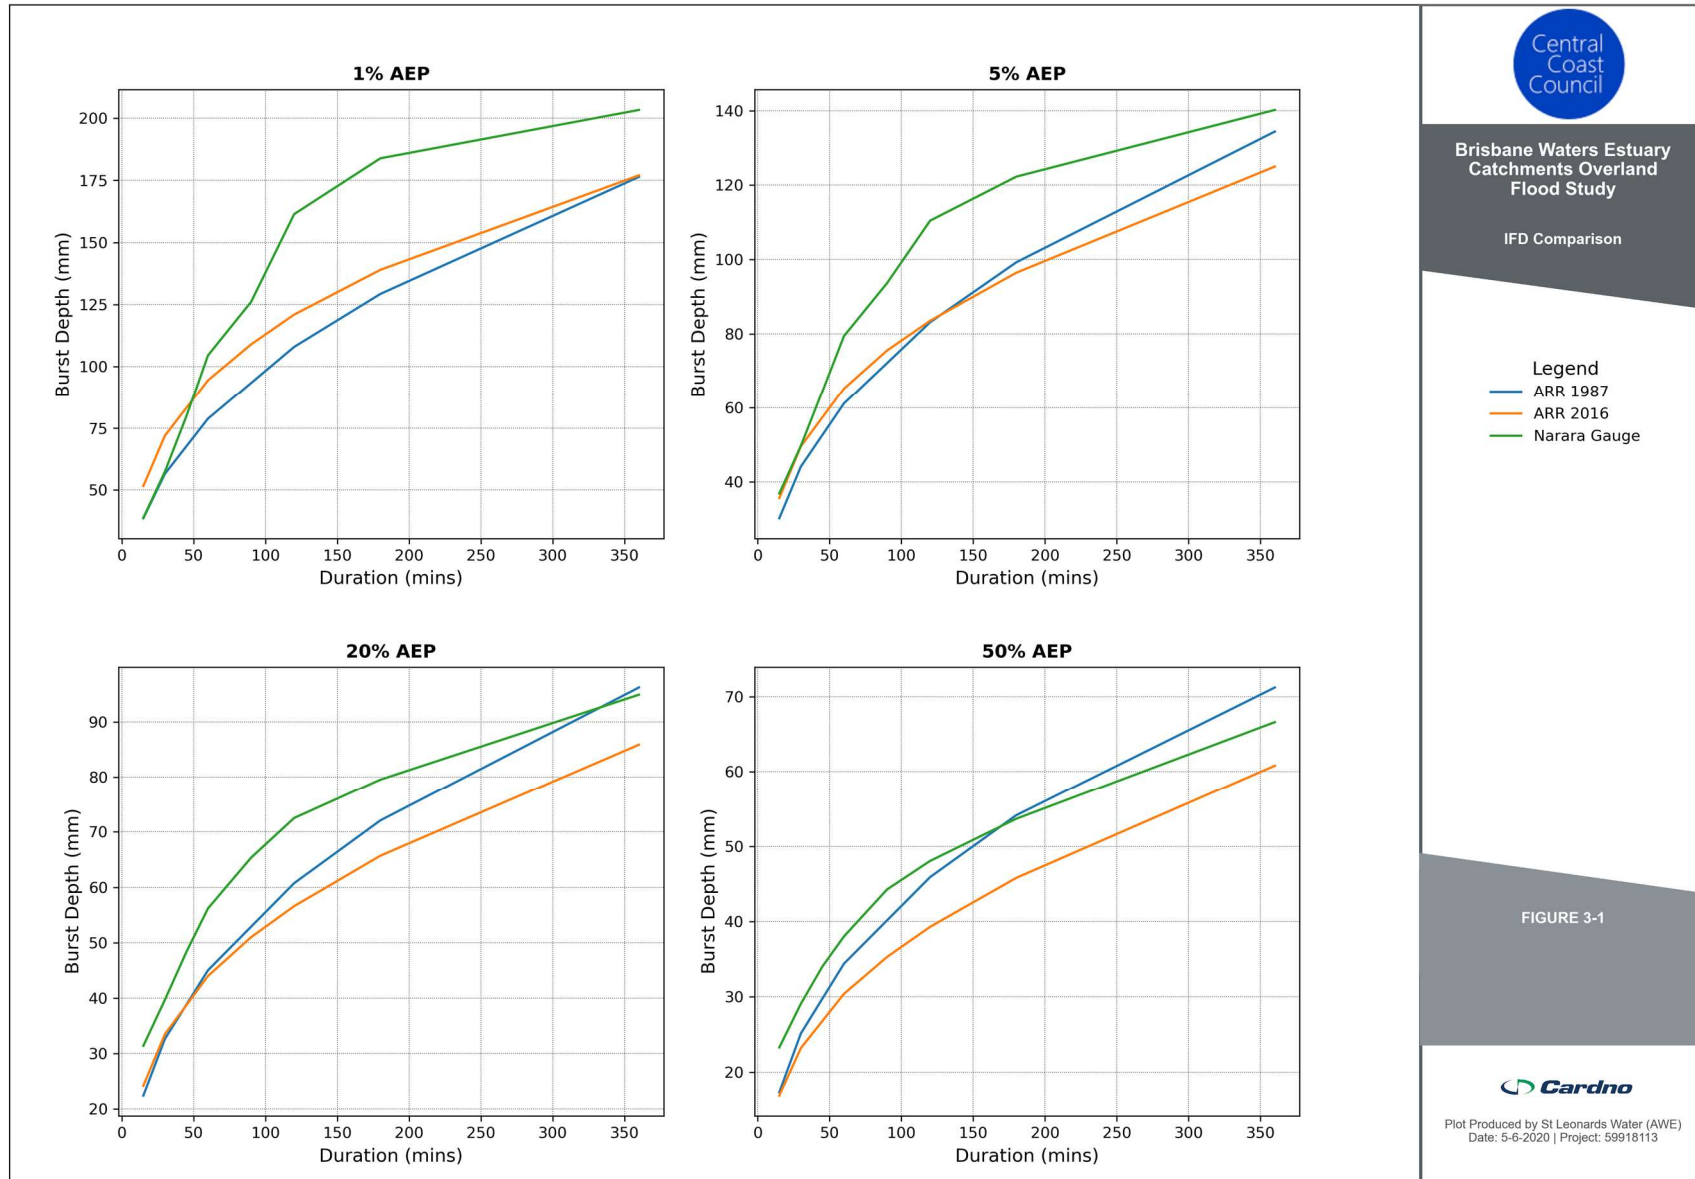 1% AEP
200
175
150
125
100
75
50
0 50 100 150 200 250 300 350
Burst Depth (mm)
Duration (mins)
5% AEP
140
120
100
80
60
40
0 50 100 150 200 250 300 350
Burst Depth (mm)
Duration (mins)
20% AEP
90
80
70
60
50
40
30
20
0 50 100 150 200 250 300 350
Burst Depth (mm)
Duration (mins)
50% AEP
70
60
50
40
30
20
0 50 100 150 200 250 300 350
Burst Depth (mm)
Duration (mins)
Central
Coast
Council
Brisbane Waters Estuary
Catchments Overland
Flood Study
IFD Comparison
Legend
ARR 1987
ARR 2016
Narara Gauge
FIGURE 3-1
Cardno
Plot Produced by St Leonards Water (AWE)
Date: 5-6-2020 | Project: 59918113